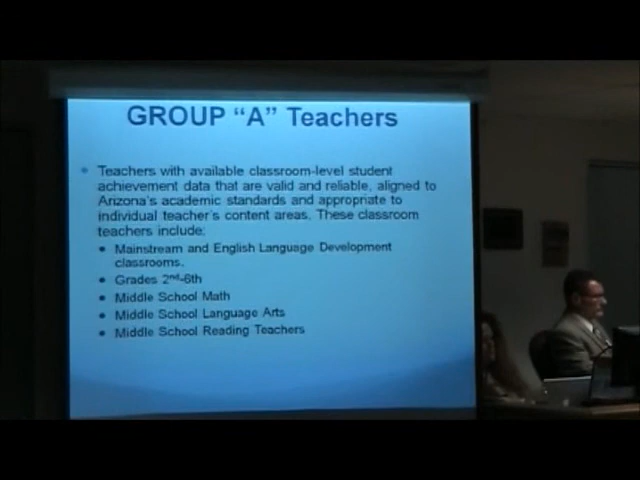 GROUP “A” Teachers
• Teachers with available classroom-level student
achievement data that are valid and reliable, aligned to
Arizona's academic standards and appropriate to
individual teacher's content areas. These classroom
teachers include:
• Mainstream and English Language Development
classrooms.
• Grades 2nd-6th
• Middle School Math
• Middle School Language Arts
• Middle School Reading Teachers